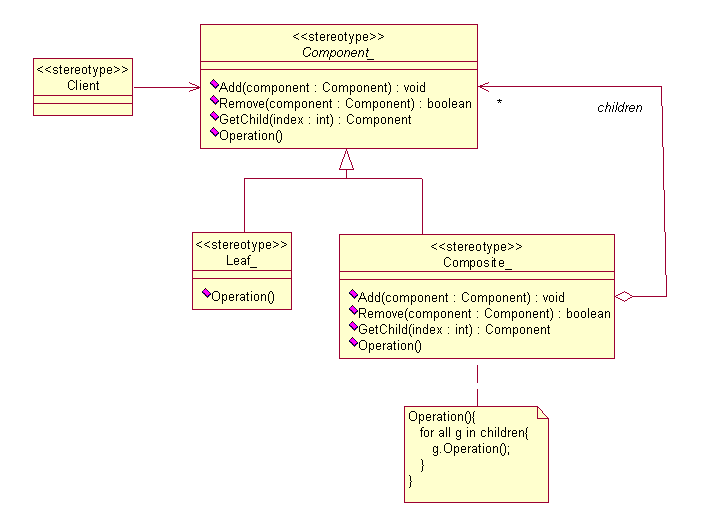 <<stereotype>>
Component_
Add(component : Component) : void
Remove(component : Component) : boolean
GetChild(index : int) : Component
Operation()
<<stereotype>>
Client
*
children
<<stereotype>>
Leaf_
Operation()
<<stereotype>>
Composite_
Add(component : Component) : void
Remove(component : Component) : boolean
GetChild(index : int) : Component
Operation()
Operation(){
for all g in children{
g.Operation();
}
}